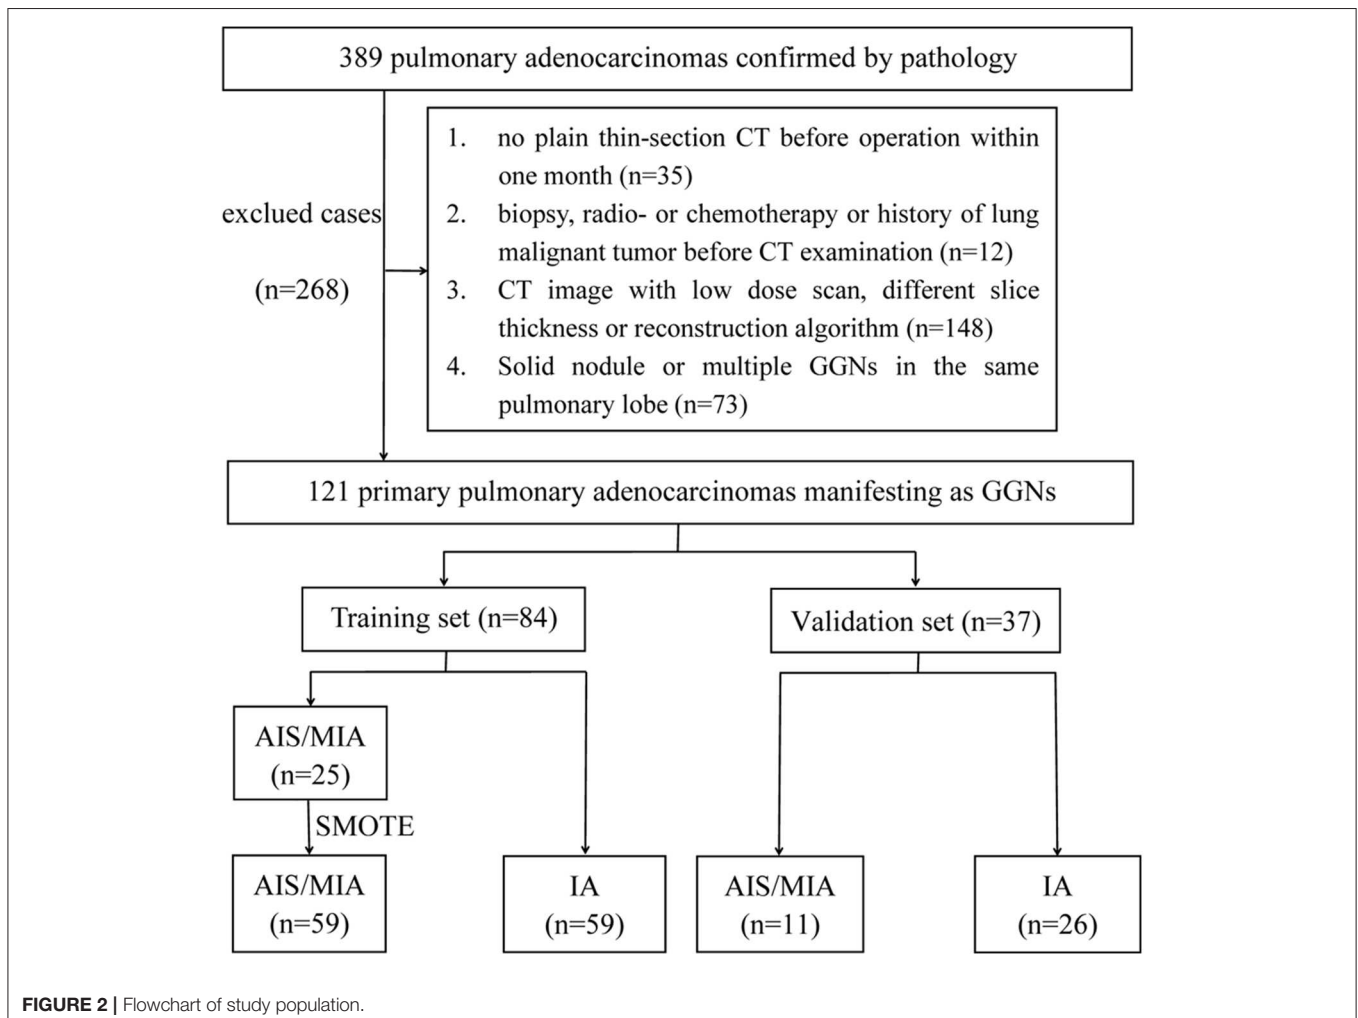 389 pulmonary adenocarcinomas confirmed by pathology
1. no plain thin-section CT before operation within
one month (n=35)
2. biopsy, radio- or chemotherapy or history of lung
malignant tumor before CT examination (n=12)
3. CT image with low dose scan, different slice
thickness or reconstruction algorithm (n=148)
4. Solid nodule or multiple GGNs in the same
pulmonary lobe (n=73)
exclued cases
(n=268)
121 primary pulmonary adenocarcinomas manifesting as GGNs
Training set (n=84)
Validation set (n=37)
AIS/MIA
(n=25)
SMOTE
AIS/MIA
(n=59)
IA
(n=59)
AIS/MIA
(n=11)
IA
(n=26)
FIGURE 2 | Flowchart of study population.